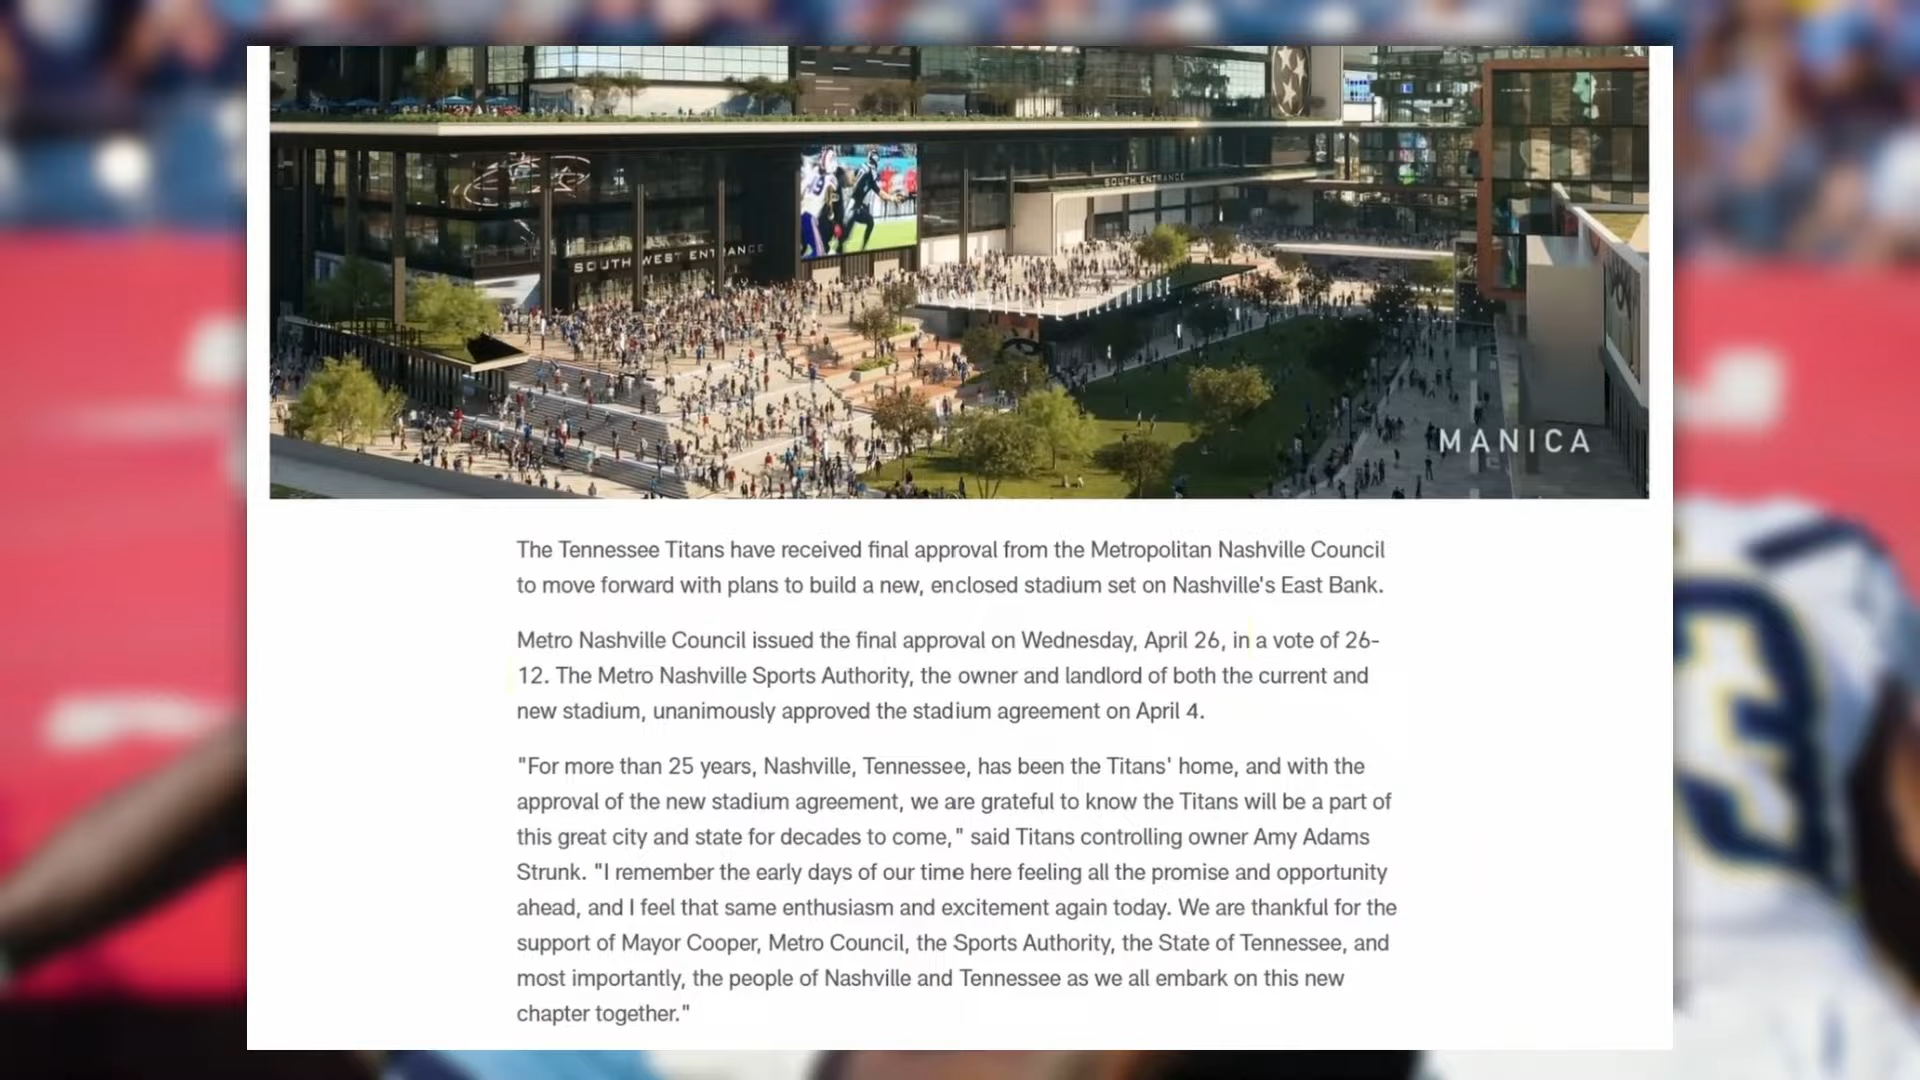 SOUTH ENTRANCE
SOUTH WEST ENTRANCE
MANICA
The Tennessee Titans have received final approval from the Metropolitan Nashville Council
to move forward with plans to build a new, enclosed stadium set on Nashville's East Bank.
Metro Nashville Council issued the final approval on Wednesday, April 26, in a vote of 26-
12. The Metro Nashville Sports Authority, the owner and landlord of both the current and
new stadium, unanimously approved the stadium agreement on April 4.
"For more than 25 years, Nashville, Tennessee, has been the Titans' home, and with the
approval of the new stadium agreement, we are grateful to know the Titans will be a part of
this great city and state for decades to come," said Titans controlling owner Amy Adams
Strunk. "I remember the early days of our time here feeling all the promise and opportunity
ahead, and I feel that same enthusiasm and excitement again today. We are thankful for the
support of Mayor Cooper, Metro Council, the Sports Authority, the State of Tennessee, and
most importantly, the people of Nashville and Tennessee as we all embark on this new
chapter together."